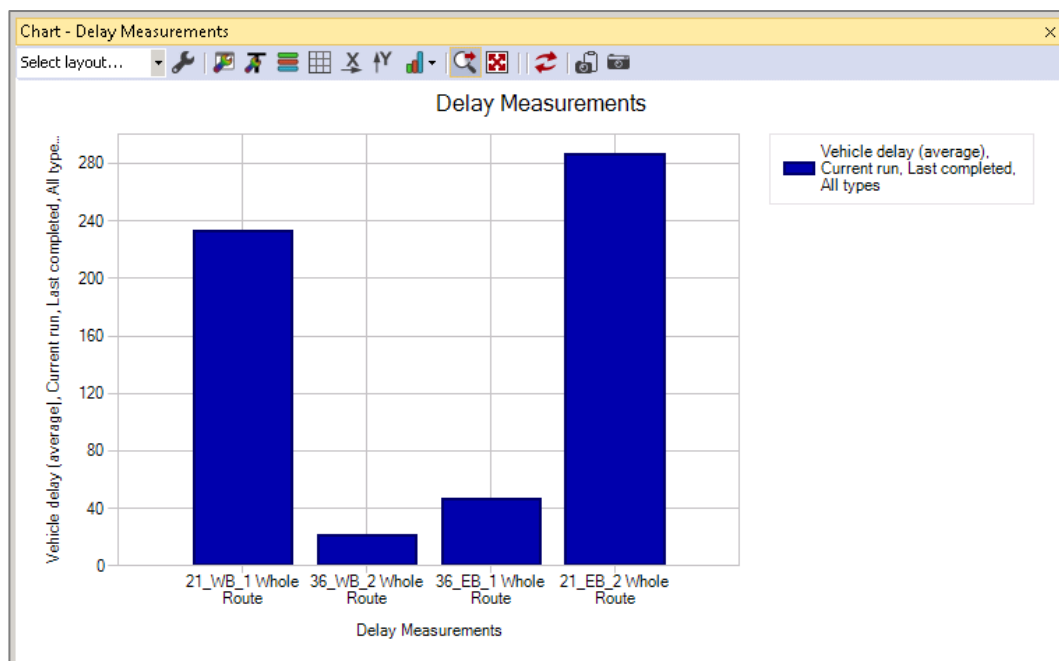 Chart - Delay Measurements
Select layout...
X
Y
Delay Measurements
Vehicle delay (average), Current run, Last completed, All type...
280
240
200
160
120
80
40
0
21_WB_1 Whole
Route
36_WB_2 Whole
Route
36_EB_1 Whole
Route
21_EB_2 Whole
Route
Delay Measurements
Vehicle delay (average),
Current run, Last completed,
All types